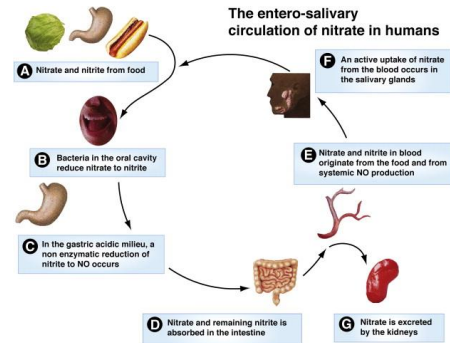 The entero-salivary
circulation of nitrate in humans
A Nitrate and nitrite from food
B Bacteria in the oral cavity
reduce nitrate to nitrite
C In the gastric acidic milieu, a
non enzymatic reduction of
nitrite to NO occurs
D Nitrate and remaining nitrite is
absorbed in the intestine
E Nitrate and nitrite in blood
originate from the food and from
systemic NO production
F An active uptake of nitrate
from the blood occurs in
the salivary glands
G Nitrate is excreted
by the kidneys